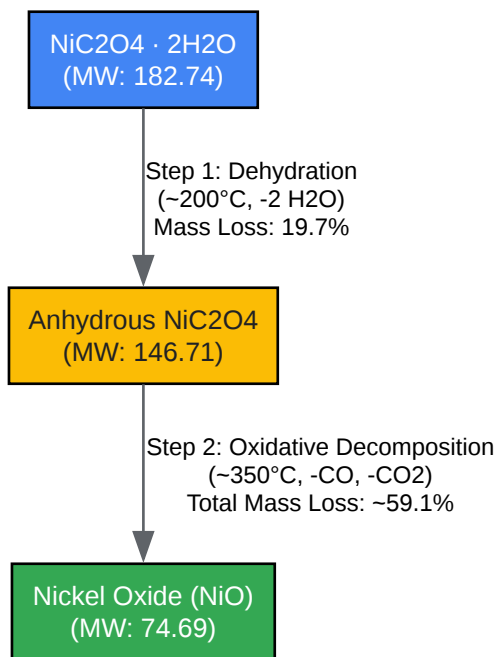 NiC2O4 · 2H2O
(MW: 182.74)
Step 1: Dehydration
(~200°C, -2 H2O)
Mass Loss: 19.7%
Anhydrous NiC2O4
(MW: 146.71)
Step 2: Oxidative Decomposition
(~350°C, -CO, -CO2)
Total Mass Loss: ~59.1%
Nickel Oxide (NiO)
(MW: 74.69)